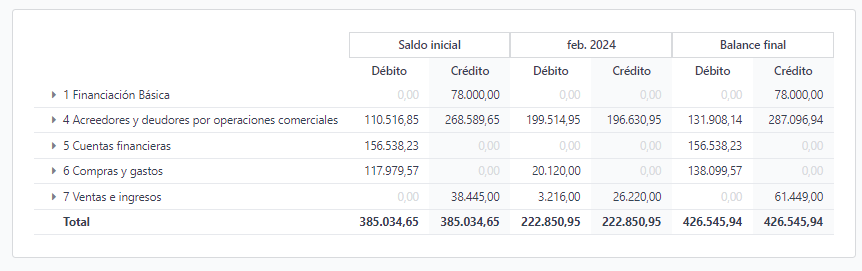 Saldo inicial feb. 2024 Balance final
Débito Crédito Débito Crédito Débito Crédito
1 Financiación Básica 0,00 78.000,00 0,00 0,00 0,00 78.000,00
4 Acreedores y deudores por operaciones comerciales 110.516,85 268.589,65 199.514,95 196.630,95 131.908,14 287.096,94
5 Cuentas financieras 156.538,23 0,00 0,00 0,00 156.538,23 0,00
6 Compras y gastos 117.979,57 0,00 20.120,00 0,00 138.099,57 0,00
7 Ventas e ingresos 0,00 38.445,00 3.216,00 26.220,00 0,00 61.449,00
Total 385.034,65 385.034,65 222.850,95 222.850,95 426.545,94 426.545,94